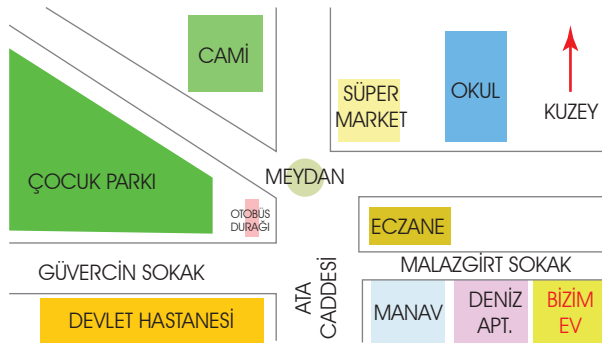 CAMİ
SÜPER
MARKET
OKUL
KUZEY
ÇOCUK PARKI
MEYDAN
OTOBÜS
DURAĞI
ECZANE
GÜVERCİN SOKAK
MALAZGİRT SOKAK
ATA
CADDESİ
DEVLET HASTANESİ
MANAV
DENİZ
APT.
BİZİM
EV